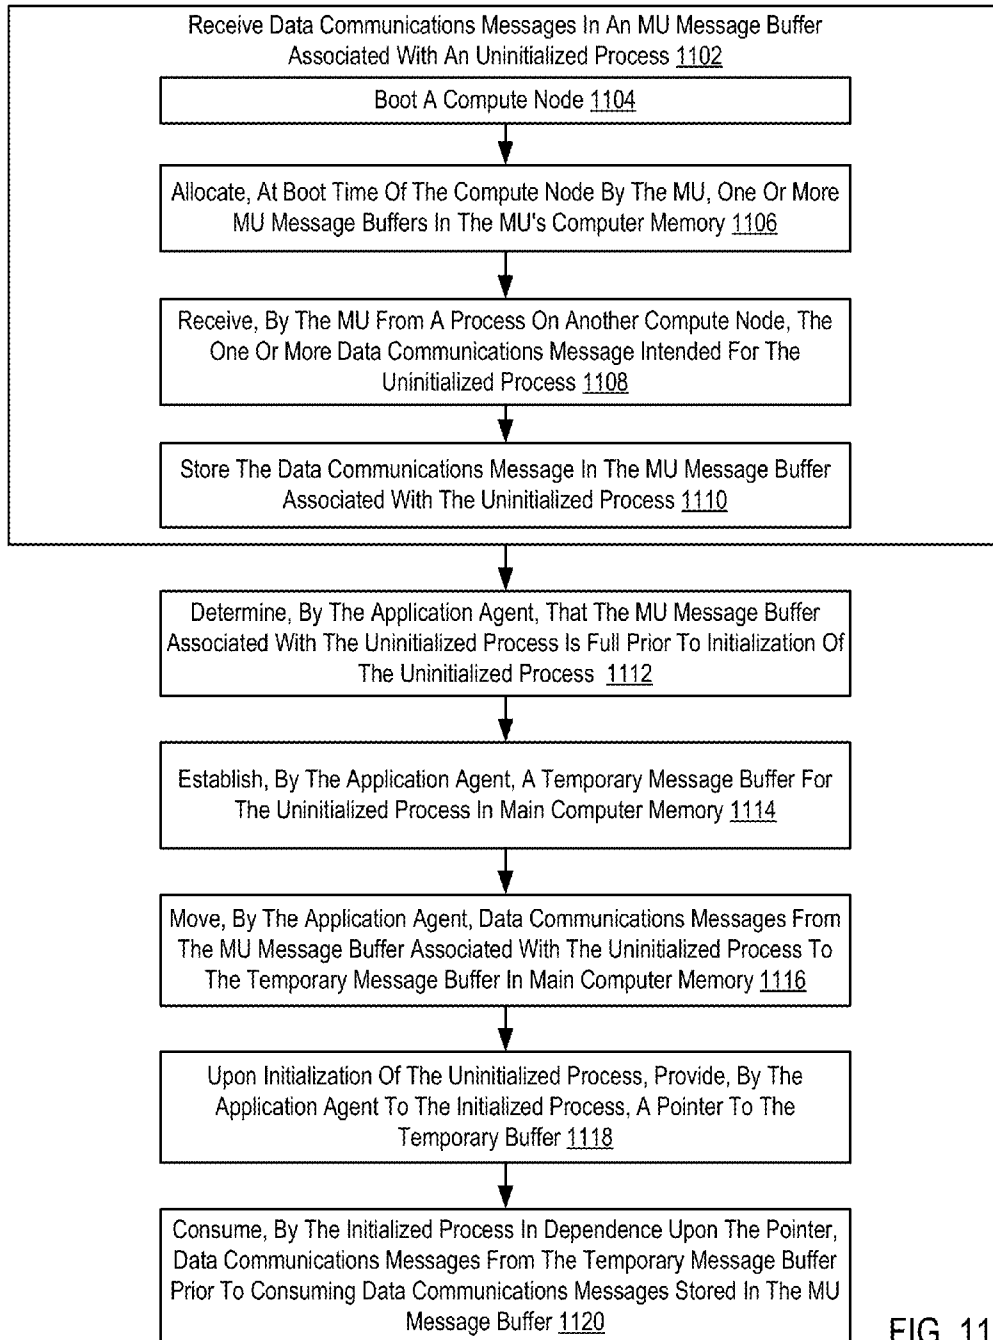 Receive Data Communications Messages In An MU Message Buffer
Associated With An Uninitialized Process 1102
Boot A Compute Node 1104
Allocate, At Boot Time Of The Compute Node By The MU, One Or More
MU Message Buffers In The MU's Computer Memory 1106
Receive, By The MU From A Process On Another Compute Node, The
One Or More Data Communications Message Intended For The
Uninitialized Process 1108
Store The Data Communications Message In The MU Message Buffer
Associated With The Uninitialized Process 1110
Determine, By The Application Agent, That The MU Message Buffer
Associated With The Uninitialized Process Is Full Prior To Initialization Of
The Uninitialized Process 1112
Establish, By The Application Agent, A Temporary Message Buffer For
The Uninitialized Process In Main Computer Memory 1114
Move, By The Application Agent, Data Communications Messages From
The MU Message Buffer Associated With The Uninitialized Process To
The Temporary Message Buffer In Main Computer Memory 1116
Upon Initialization Of The Uninitialized Process, Provide, By The
Application Agent To The Initialized Process, A Pointer To The
Temporary Buffer 1118
Consume, By The Initialized Process In Dependence Upon The Pointer,
Data Communications Messages From The Temporary Message Buffer
Prior To Consuming Data Communications Messages Stored In The MU
Message Buffer 1120
FIG. 11